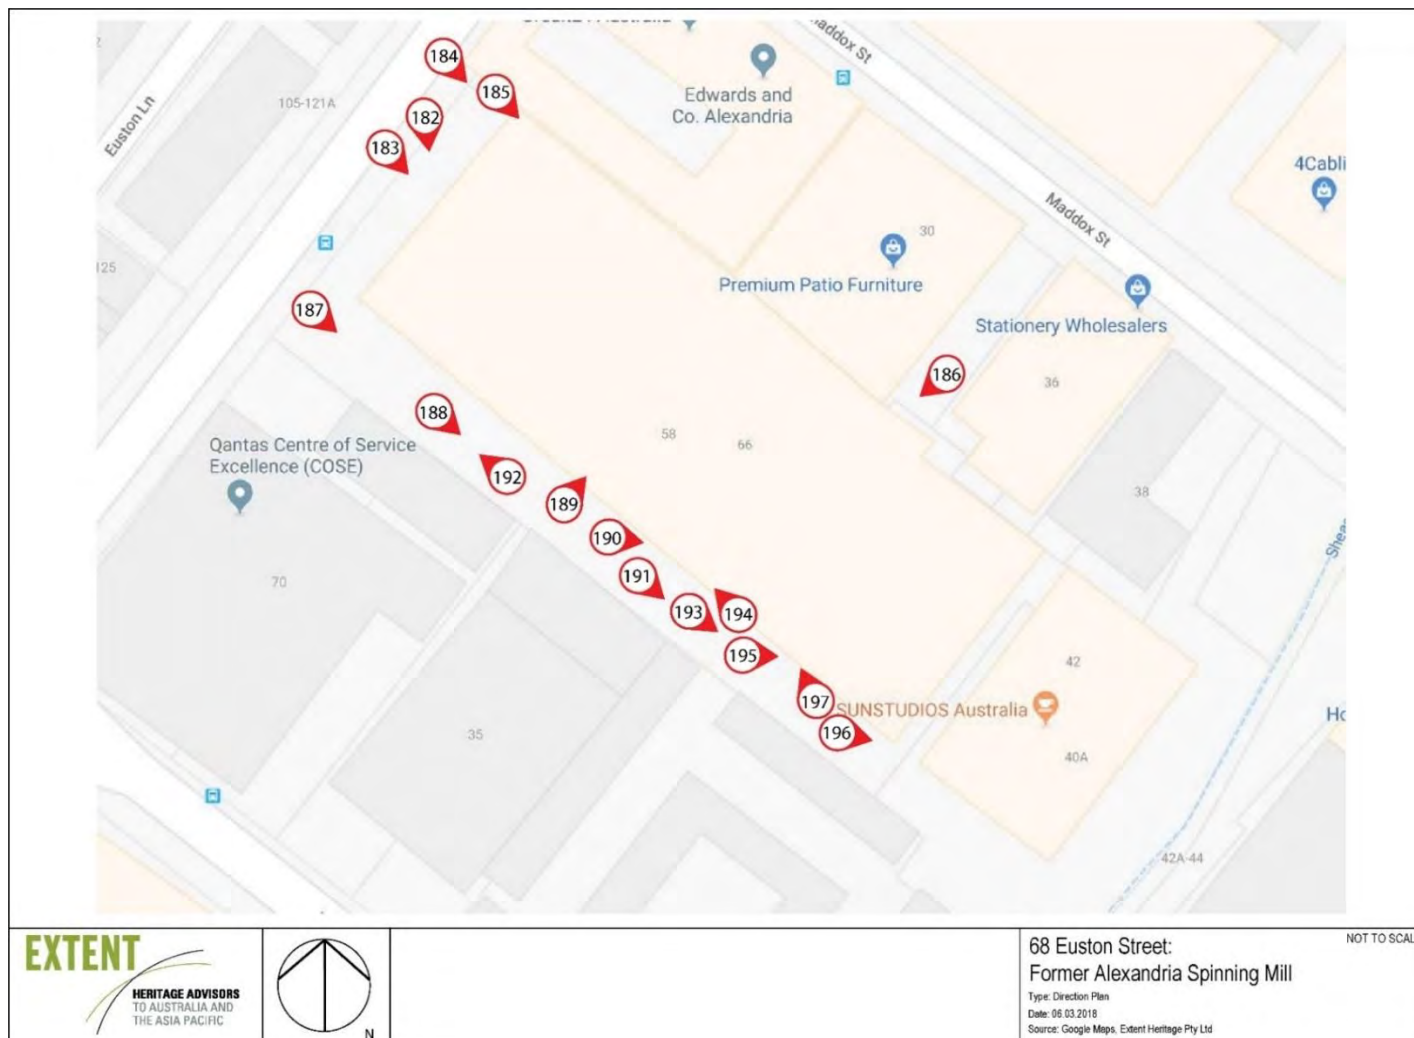 184
185
182
183
105-121A
Euston Ln
Edwards and
Co. Alexandria
Maddox St
4Cabli
30
Maddox St
125
187
Premium Patio Furniture
Stationery Wholesalers
186
36
188
58
66
Qantas Centre of Service
Excellence (COSE)
192
189
38
190
191
70
193
194
195
42
197
SUNSTUDIOS Australia
196
35
40A
42A-44
EXTENT
HERITAGE ADVISORS
TO AUSTRALIA AND
THE ASIA PACIFIC
N
68 Euston Street:
Former Alexandria Spinning Mill
Type: Direction Plan
Date: 06.03.2018
Source: Google Maps, Extent Heritage Pty Ltd
NOT TO SCAL